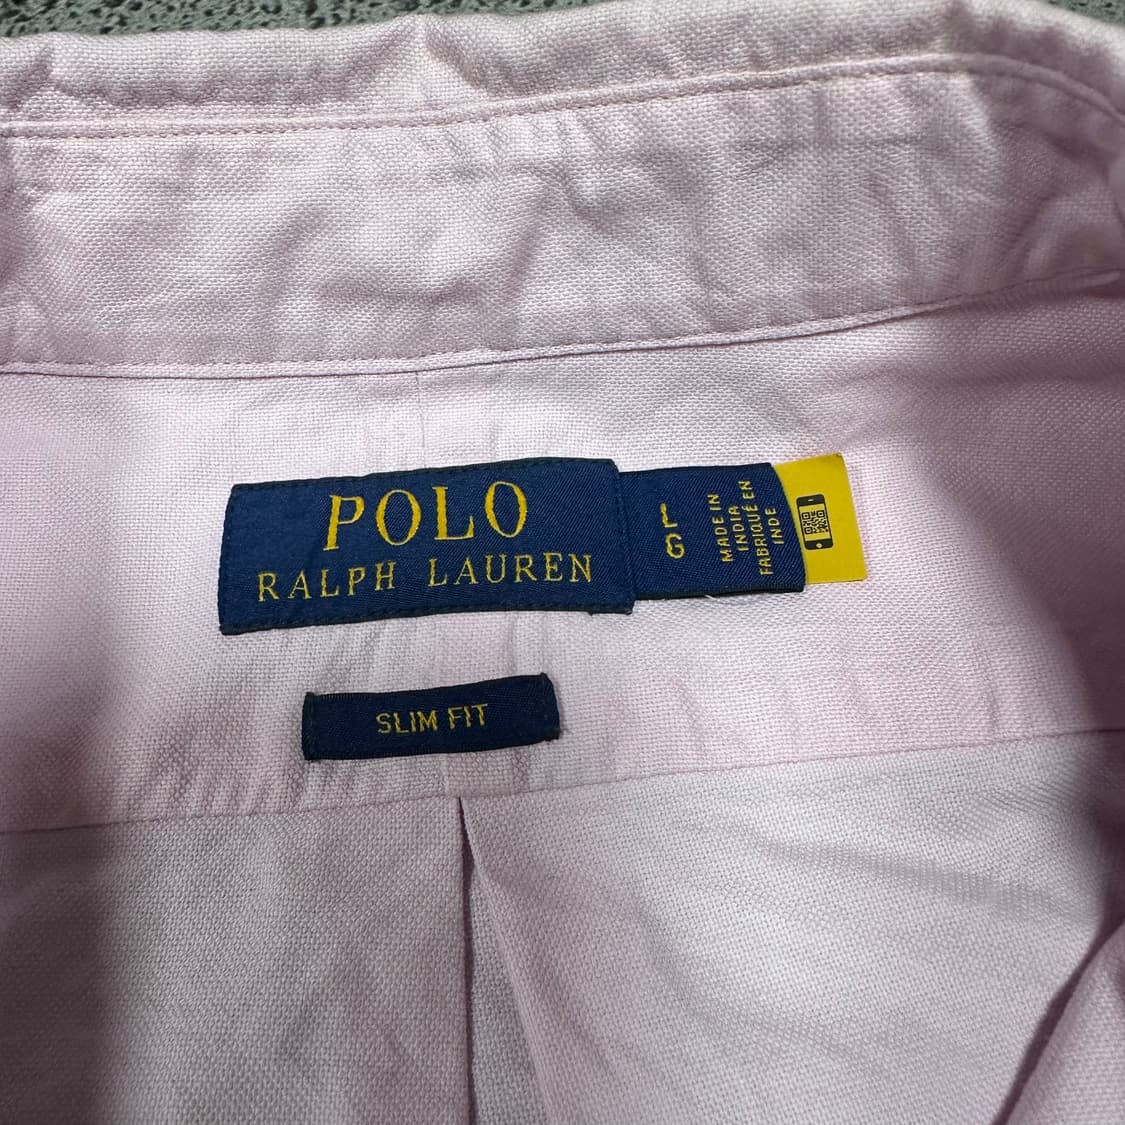 POLO
RALPH LAUREN
L
G
MADE IN
INDIA
FABRIQUÉ EN
INDE
SLIM FIT